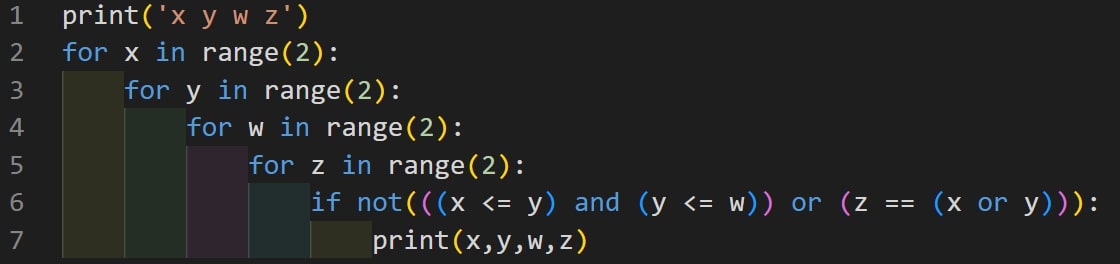 1 print('x y w z')
2 for x in range(2):
3     for y in range(2):
4         for w in range(2):
5             for z in range(2):
6                 if not(((x <= y) and (y <= w)) or (z == (x or y))):
7                     print(x,y,w,z)